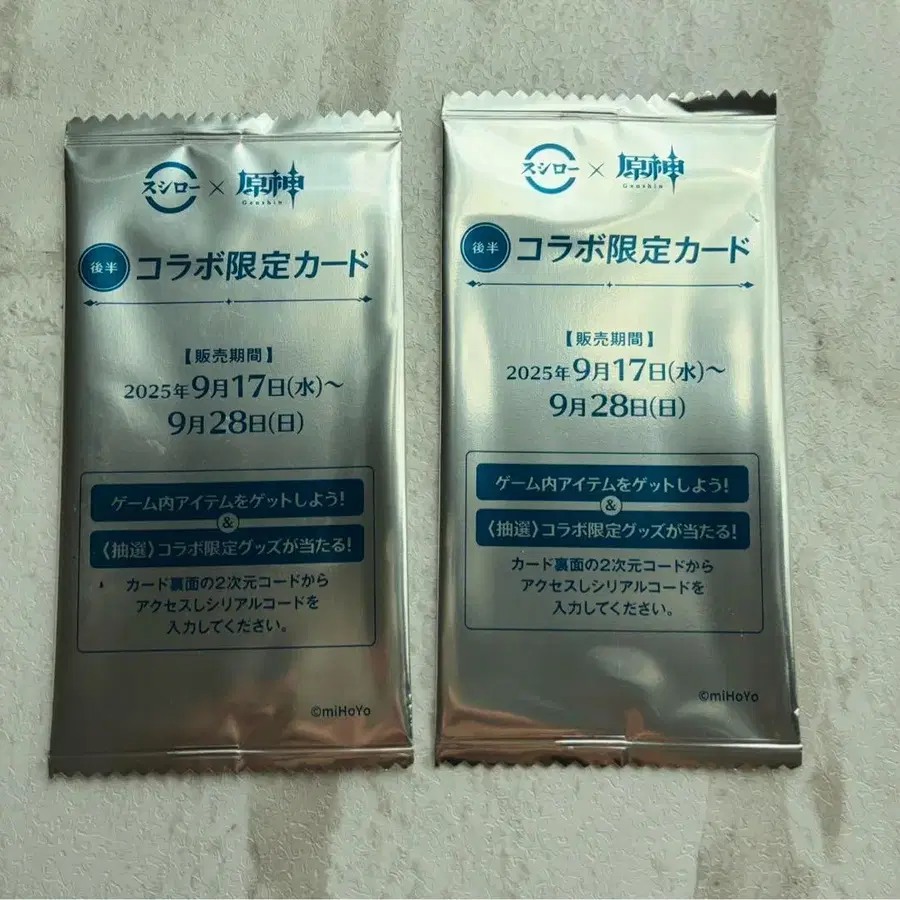 スシロー × 原神
Genshin
後半 コラボ限定カード
【販売期間】
2025年9月17日(水)～
9月28日(日)
ゲーム内アイテムをゲットしよう!
&
《抽選》コラボ限定グッズが当たる!
カード裏面の2次元コードから
アクセスしシリアルコードを
入力してください。
©miHoYo
スシロー × 原神
Genshin
後半 コラボ限定カード
【販売期間】
2025年9月17日(水)～
9月28日(日)
ゲーム内アイテムをゲットしよう!
&
《抽選》コラボ限定グッズが当たる!
カード裏面の2次元コードから
アクセスしシリアルコードを
入力してください。
©miHoYo